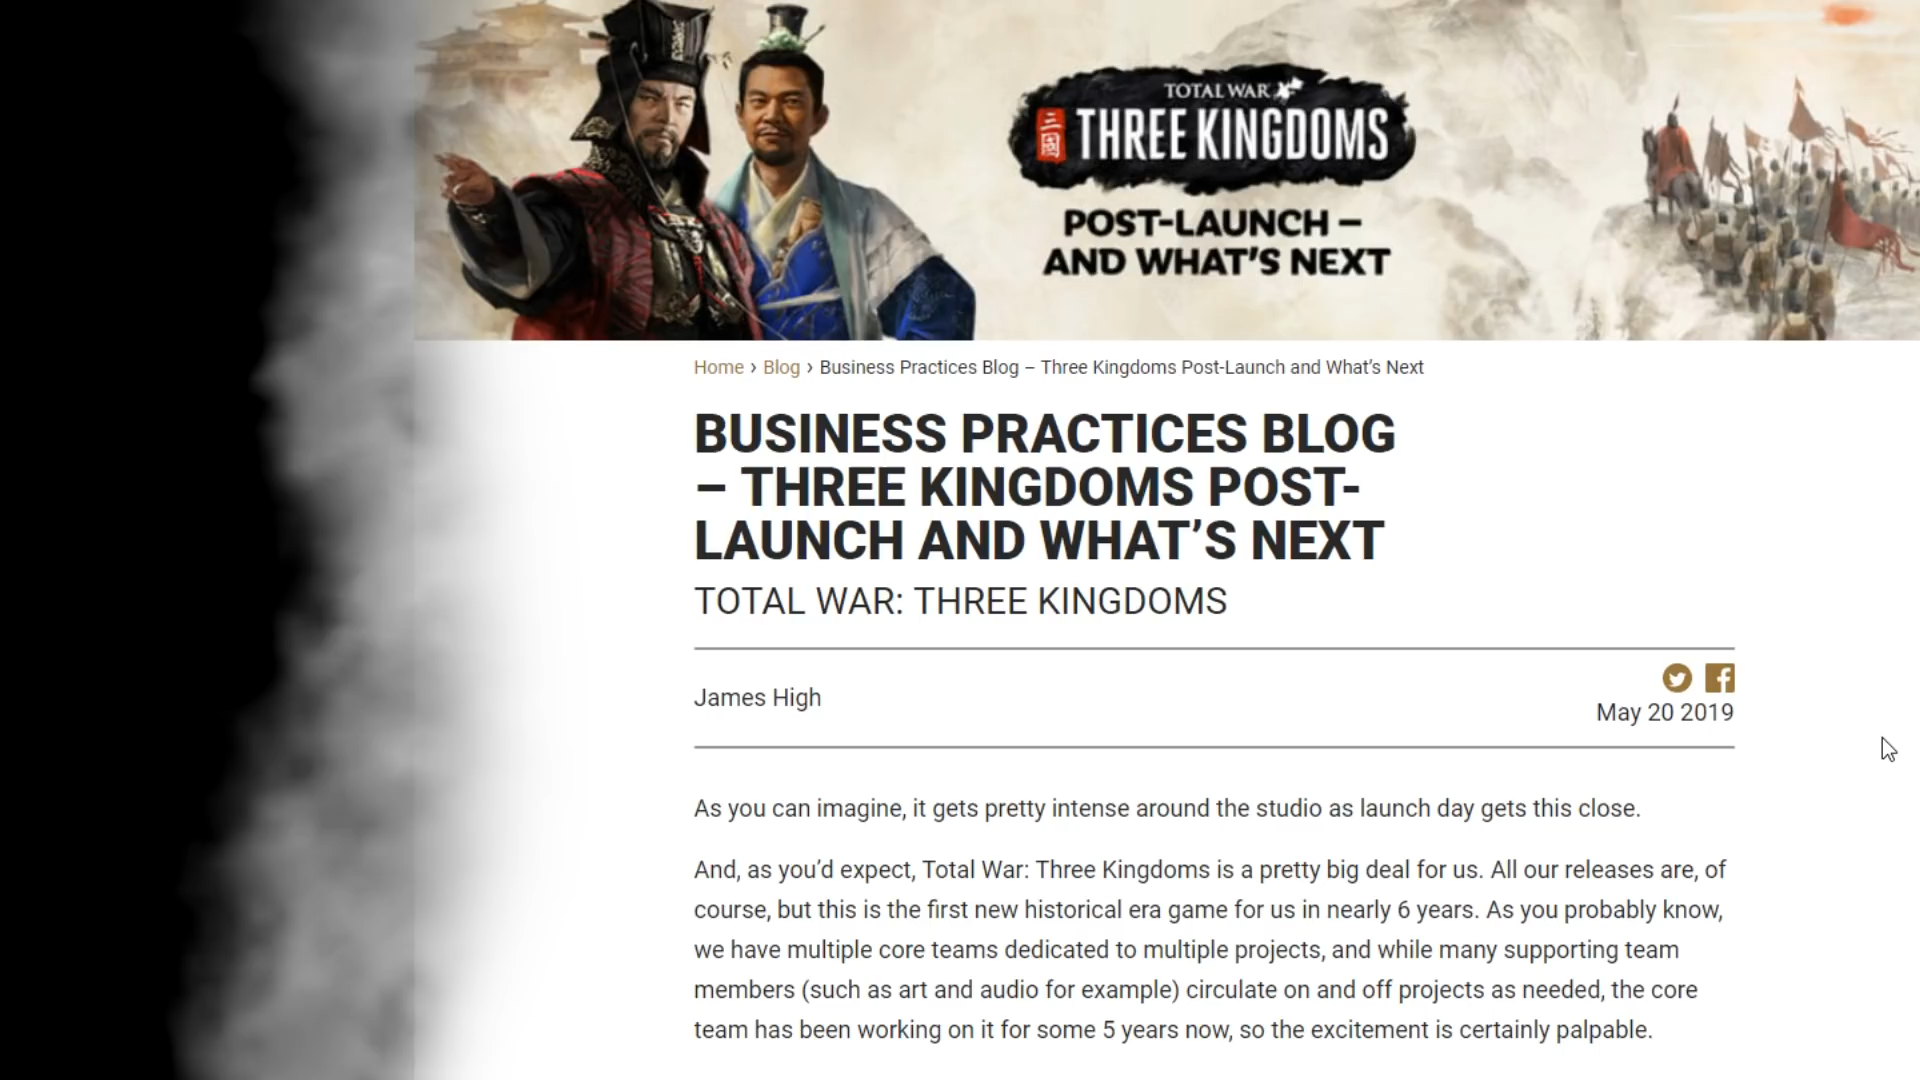 TOTAL WAR
三國 THREE KINGDOMS
POST-LAUNCH –
AND WHAT'S NEXT
Home › Blog › Business Practices Blog – Three Kingdoms Post-Launch and What's Next
BUSINESS PRACTICES BLOG
– THREE KINGDOMS POST-
LAUNCH AND WHAT'S NEXT
TOTAL WAR: THREE KINGDOMS
James High
May 20 2019
As you can imagine, it gets pretty intense around the studio as launch day gets this close.
And, as you'd expect, Total War: Three Kingdoms is a pretty big deal for us. All our releases are, of
course, but this is the first new historical era game for us in nearly 6 years. As you probably know,
we have multiple core teams dedicated to multiple projects, and while many supporting team
members (such as art and audio for example) circulate on and off projects as needed, the core
team has been working on it for some 5 years now, so the excitement is certainly palpable.